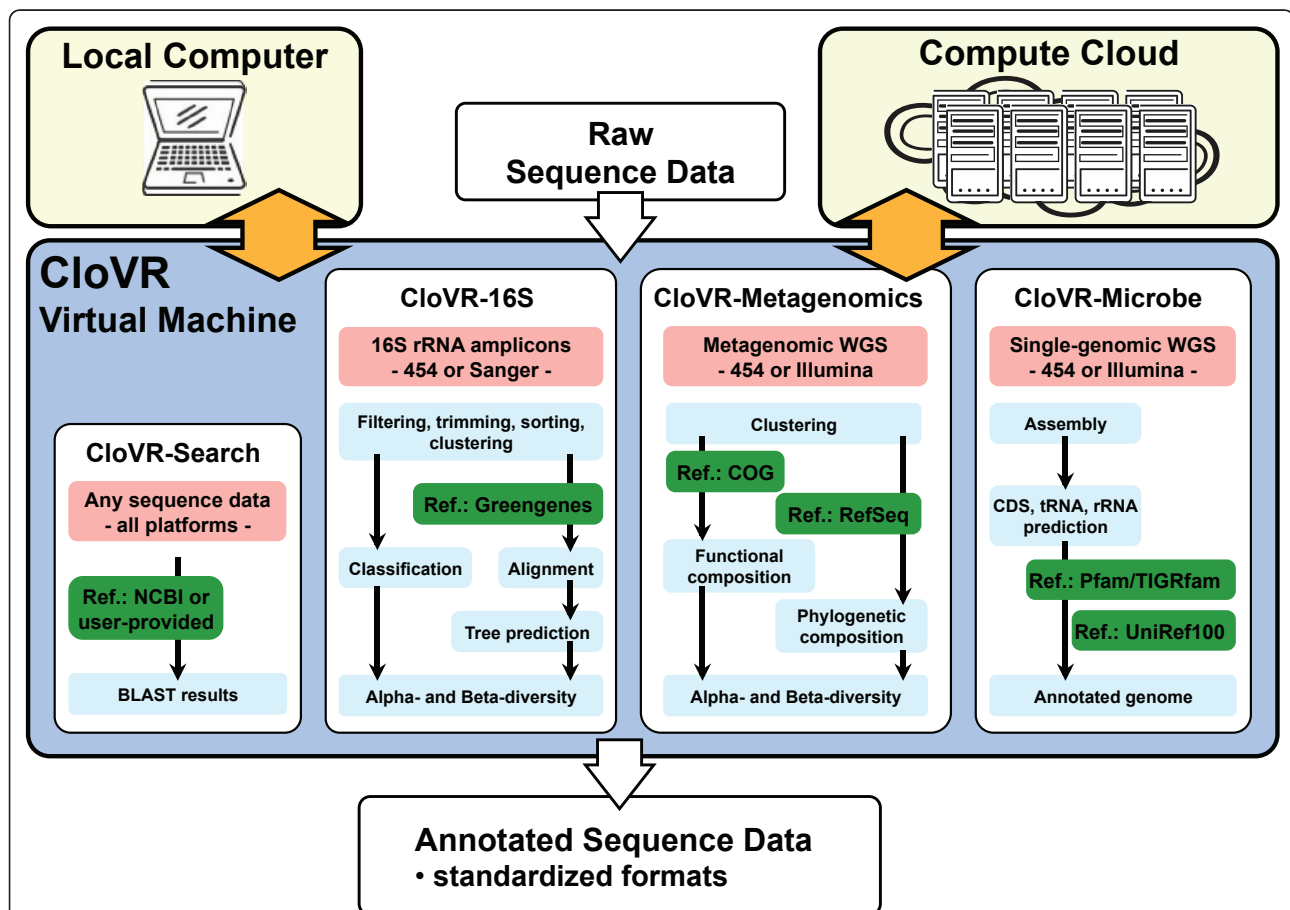 Local Computer
Compute Cloud
Raw
Sequence Data
CloVR
Virtual Machine
CloVR-Search
Any sequence data
- all platforms -
Ref.: NCBI or
user-provided
BLAST results
CloVR-16S
16S rRNA amplicons
- 454 or Sanger -
Filtering, trimming, sorting,
clustering
Ref.: Greengenes
Classification
Alignment
Tree prediction
Alpha- and Beta-diversity
CloVR-Metagenomics
Metagenomic WGS
- 454 or Illumina
Clustering
Ref.: COG
Ref.: RefSeq
Functional
composition
Phylogenetic
composition
Alpha- and Beta-diversity
CloVR-Microbe
Single-genomic WGS
- 454 or Illumina -
Assembly
CDS, tRNA, rRNA
prediction
Ref.: Pfam/TIGRfam
Ref.: UniRef100
Annotated genome
Annotated Sequence Data
• standardized formats